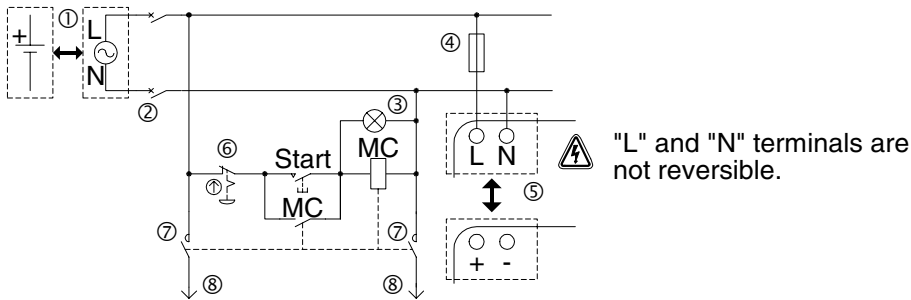 ①
+
L
N
②
③
④
L N
"L" and "N" terminals are
not reversible.
⑤
+ -
⑥
Start
MC
MC
⑦
⑦
⑧
⑧